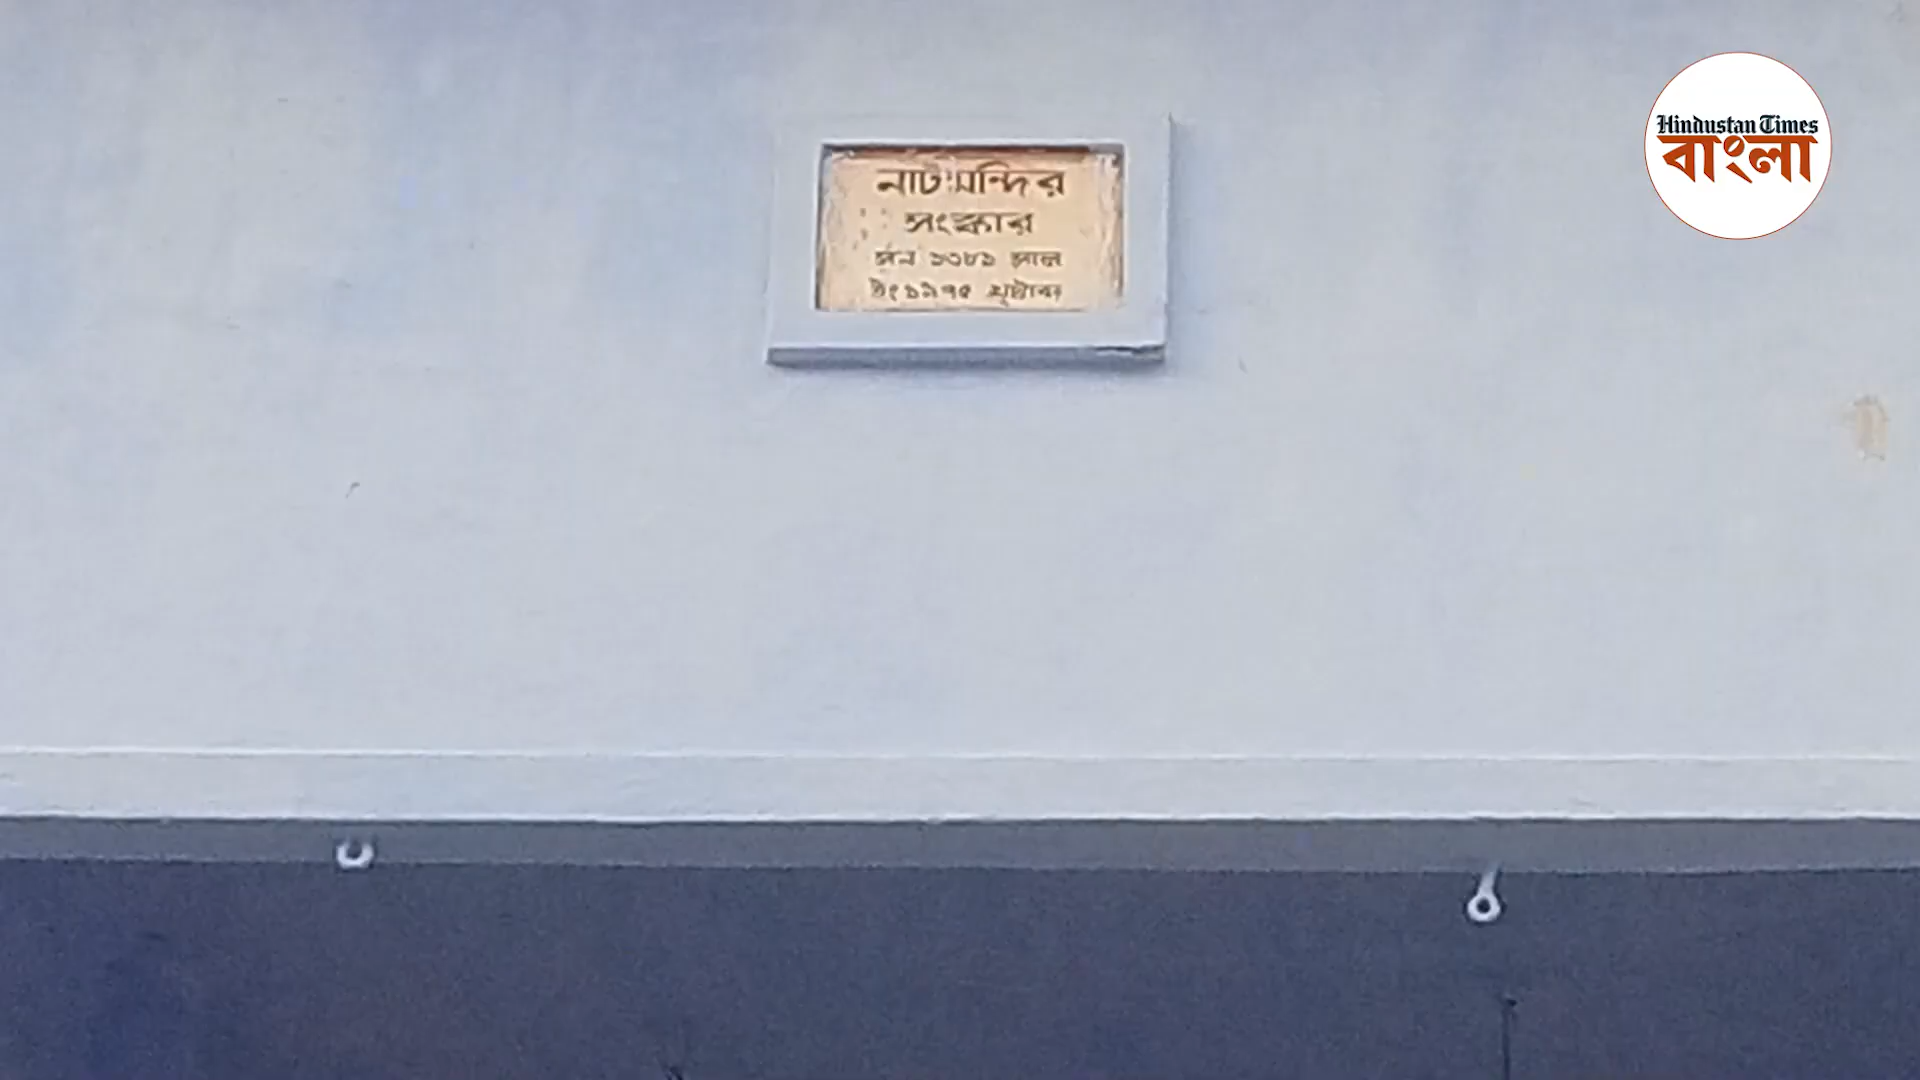 নাটমন্দির
সংস্কার
সন ১৩৮১ সাল
ইং ১৯৭৫ খৃষ্টাব্দ
Hindustan Times
বাংলা